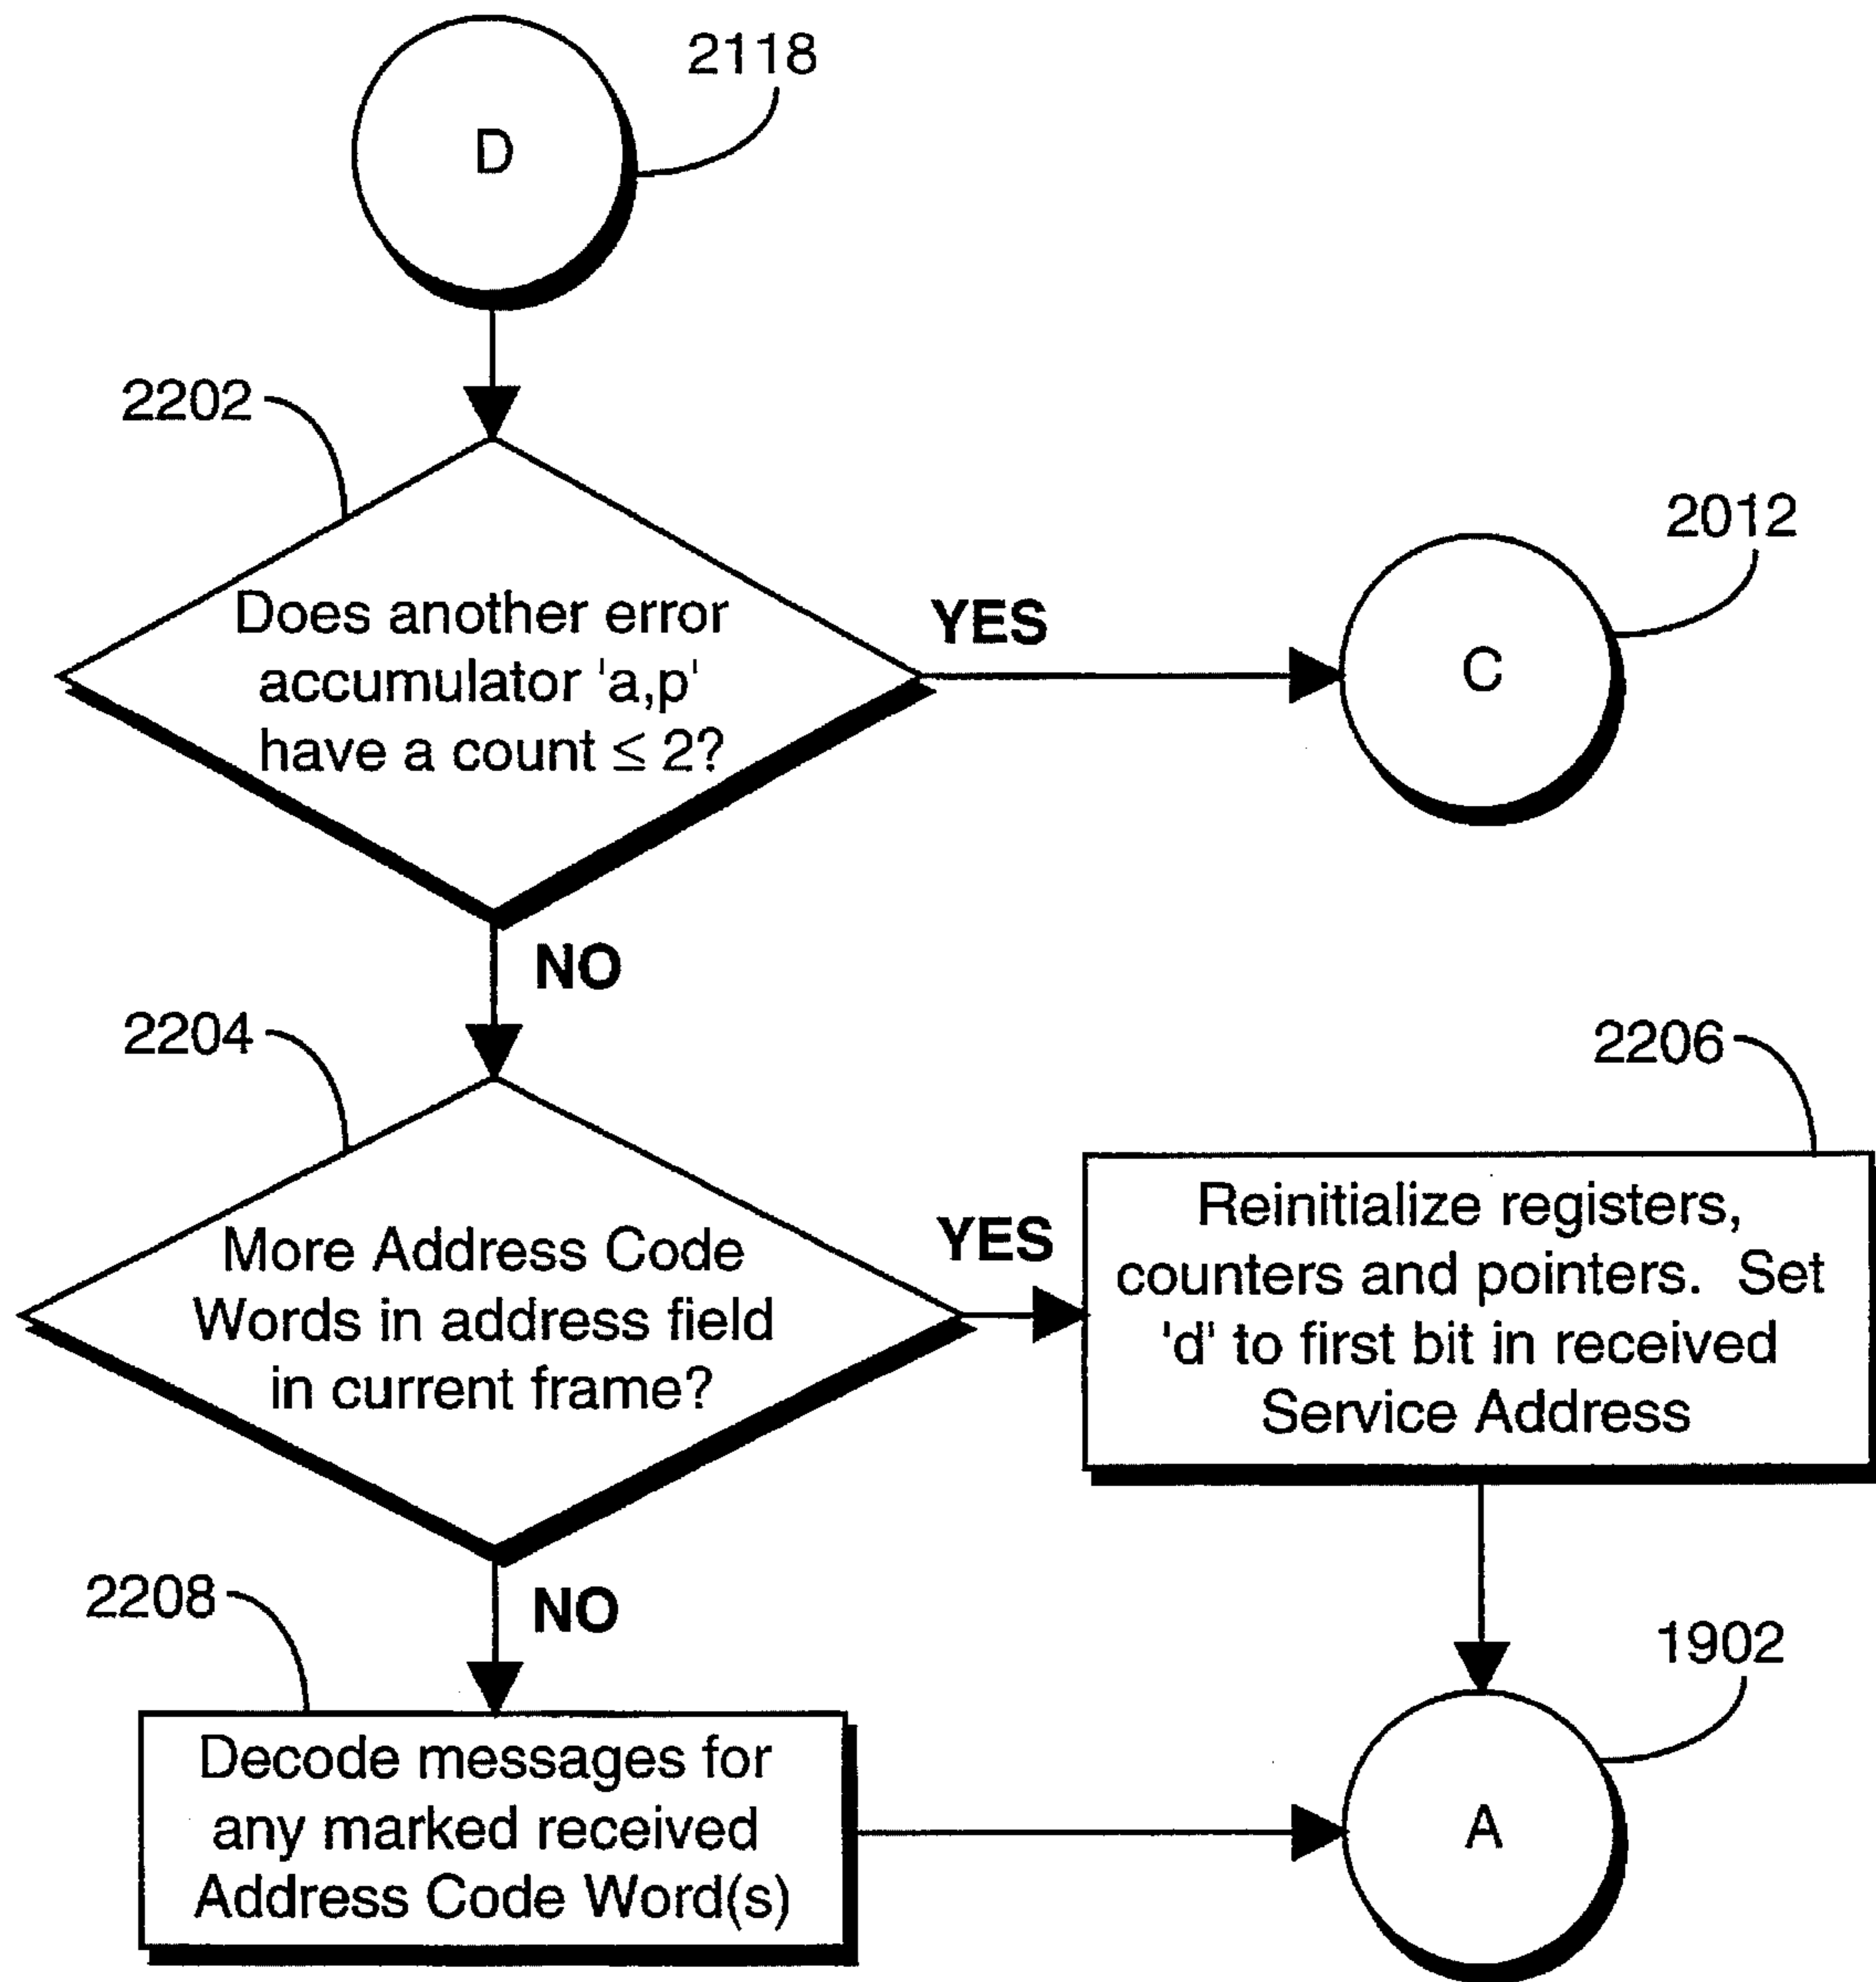 2118
D
2202
Does another error
accumulator 'a,p'
have a count ≤ 2?
YES
2012
C
NO
2204
More Address Code
Words in address field
in current frame?
YES
2206
Reinitialize registers,
counters and pointers. Set
'd' to first bit in received
Service Address
NO
2208
Decode messages for
any marked received
Address Code Word(s)
1902
A